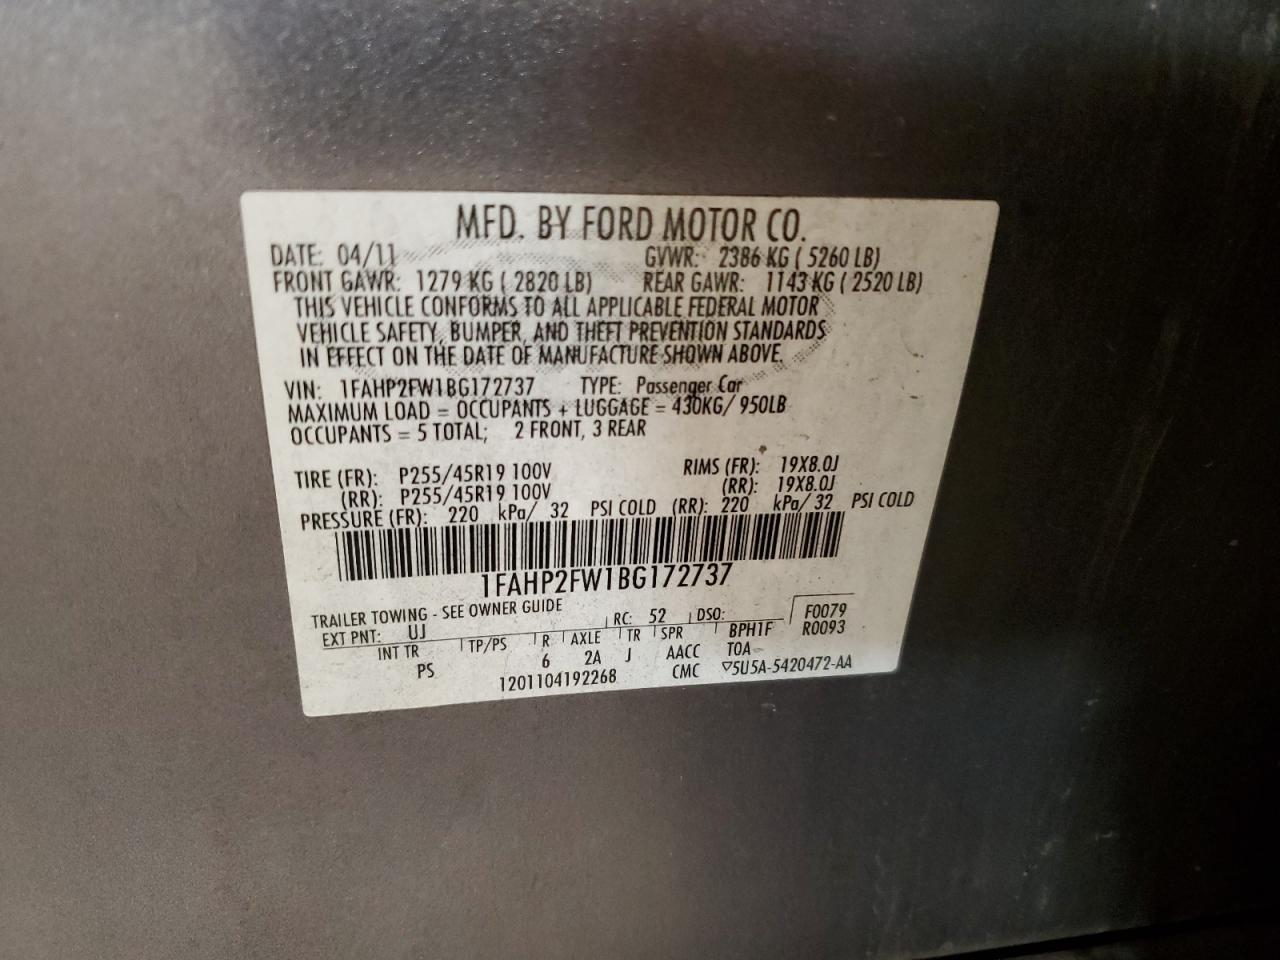 MFD. BY FORD MOTOR CO.
DATE: 04/11 GVWR: 2386 KG ( 5260 LB)
FRONT GAWR: 1279 KG ( 2820 LB) REAR GAWR: 1143 KG ( 2520 LB)
THIS VEHICLE CONFORMS TO ALL APPLICABLE FEDERAL MOTOR
VEHICLE SAFETY, BUMPER, AND THEFT PREVENTION STANDARDS
IN EFFECT ON THE DATE OF MANUFACTURE SHOWN ABOVE.
VIN: 1FAHP2FW1BG172737 TYPE: Passenger Car
MAXIMUM LOAD = OCCUPANTS + LUGGAGE = 430KG/ 950LB
OCCUPANTS = 5 TOTAL; 2 FRONT, 3 REAR
TIRE (FR): P255/45R19 100V RIMS (FR): 19X8.0J
(RR): P255/45R19 100V (RR): 19X8.0J
PRESSURE (FR): 220 kPa/ 32 PSI COLD (RR): 220 kPa/ 32 PSI COLD
1FAHP2FW1BG172737
TRAILER TOWING - SEE OWNER GUIDE
EXT PNT: UJ RC: 52 DSO: F0079
INT TR TP/PS R AXLE TR SPR BPH1F R0093
PS 6 2A J AACC TOA
1201104192268 CMC ▽5U5A-5420472-AA